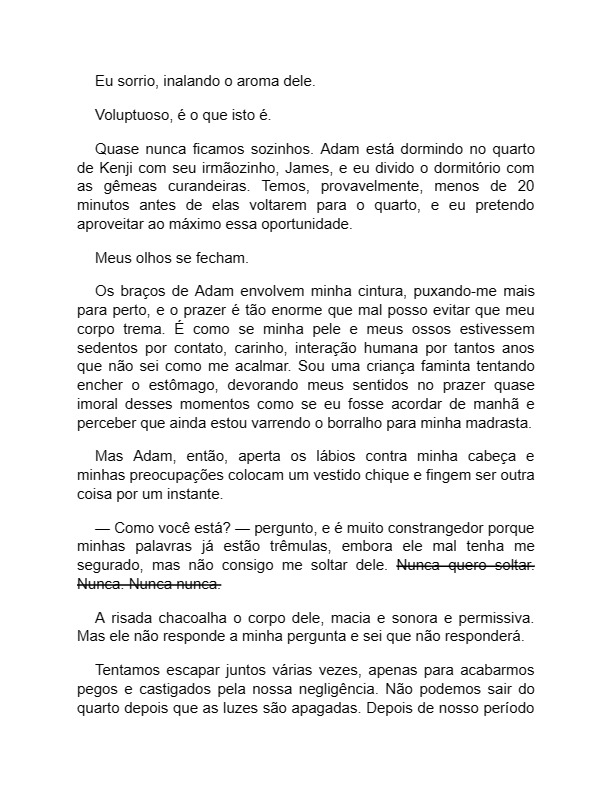 Eu sorrio, inalando o aroma dele.
Voluptuoso, é o que isto é.
Quase nunca ficamos sozinhos. Adam está dormindo no quarto
de Kenji com seu irmãozinho, James, e eu divido o dormitório com
as gêmeas curandeiras. Temos, provavelmente, menos de 20
minutos antes de elas voltarem para o quarto, e eu pretendo
aproveitar ao máximo essa oportunidade.
Meus olhos se fecham.
Os braços de Adam envolvem minha cintura, puxando-me mais
para perto, e o prazer é tão enorme que mal posso evitar que meu
corpo trema. É como se minha pele e meus ossos estivessem
sedentos por contato, carinho, interação humana por tantos anos
que não sei como me acalmar. Sou uma criança faminta tentando
encher o estômago, devorando meus sentidos no prazer quase
imoral desses momentos como se eu fosse acordar de manhã e
perceber que ainda estou varrendo o borralho para minha madrasta.
Mas Adam, então, aperta os lábios contra minha cabeça e
minhas preocupações colocam um vestido chique e fingem ser outra
coisa por um instante.
— Como você está? — pergunto, e é muito constrangedor porque
minhas palavras já estão trêmulas, embora ele mal tenha me
segurado, mas não consigo me soltar dele. Nunca quero soltar.
Nunca. Nunca nunca.
A risada chacoalha o corpo dele, macia e sonora e permissiva.
Mas ele não responde a minha pergunta e sei que não responderá.
Tentamos escapar juntos várias vezes, apenas para acabarmos
pegos e castigados pela nossa negligência. Não podemos sair do
quarto depois que as luzes são apagadas. Depois de nosso período